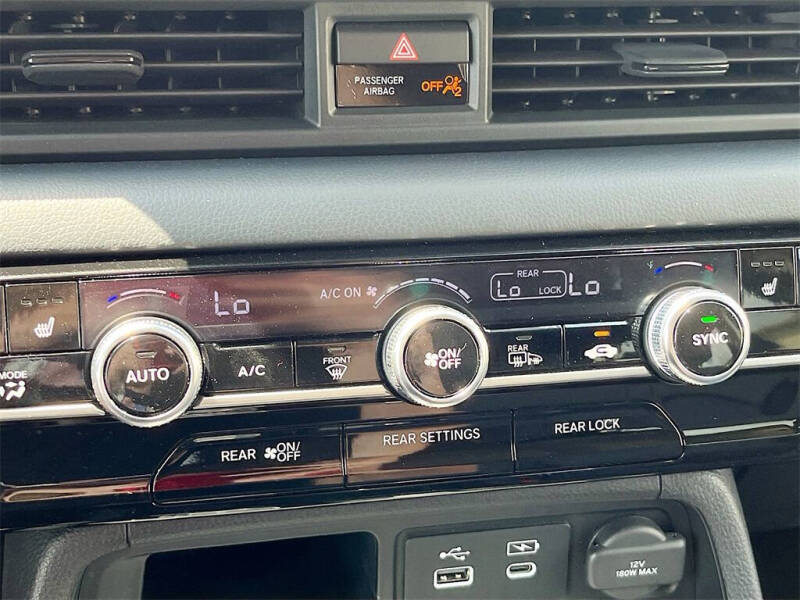 PASSENGER
AIRBAG
OFF
2
Lo
A/C ON
REAR
Lo LOCK
Lo
MODE
AUTO
A/C
FRONT
ON/
OFF
REAR
SYNC
REAR ON/
OFF
REAR SETTINGS
REAR LOCK
12V
180W MAX